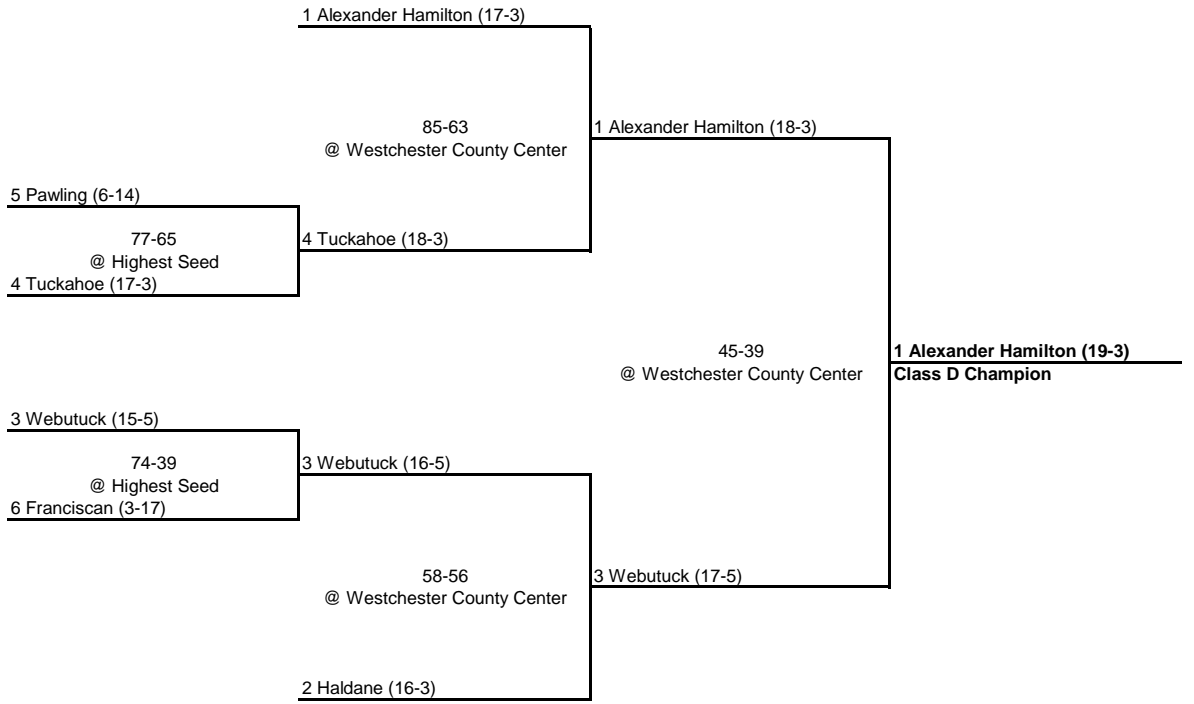 1 Alexander Hamilton (17-3)
85-63
@ Westchester County Center
1 Alexander Hamilton (18-3)
5 Pawling (6-14)
77-65
@ Highest Seed
4 Tuckahoe (18-3)
4 Tuckahoe (17-3)
45-39
@ Westchester County Center
1 Alexander Hamilton (19-3)
Class D Champion
3 Webutuck (15-5)
74-39
@ Highest Seed
3 Webutuck (16-5)
6 Franciscan (3-17)
58-56
@ Westchester County Center
3 Webutuck (17-5)
2 Haldane (16-3)